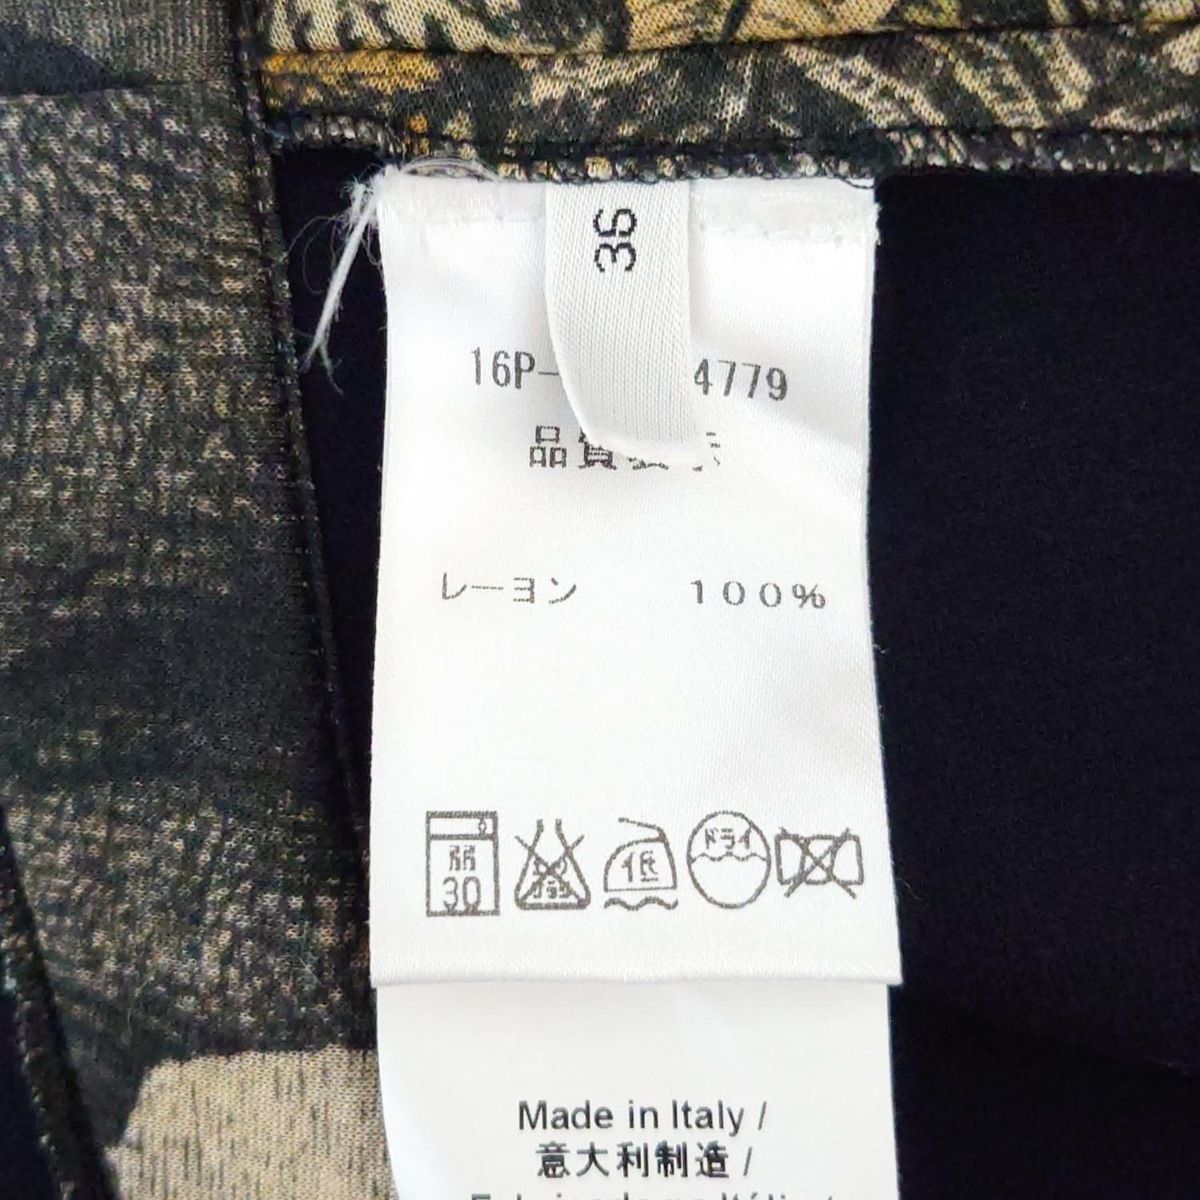 36
16P- 4779
品質表示
レーヨン 100%
弱 30
低
ドライ
Made in Italy /
意大利制造 /